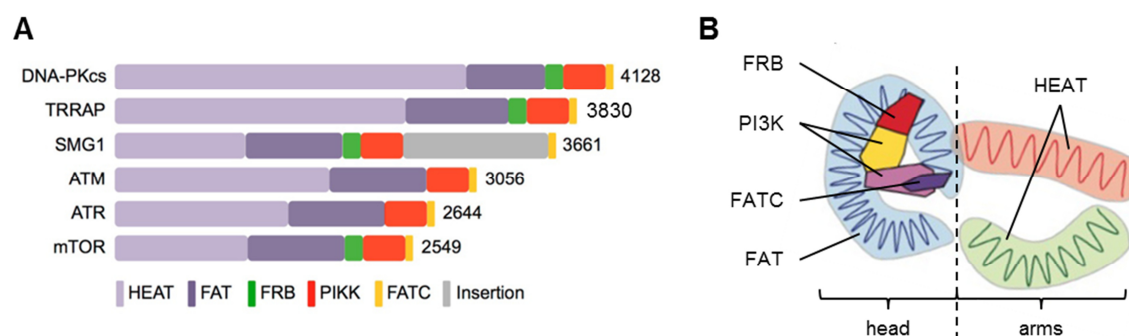 A
DNA-PKcs 4128
TRRAP 3830
SMG1 3661
ATM 3056
ATR 2644
mTOR 2549
HEAT FAT FRB PIKK FATC Insertion
B
FRB
HEAT
PI3K
FATC
FAT
head arms